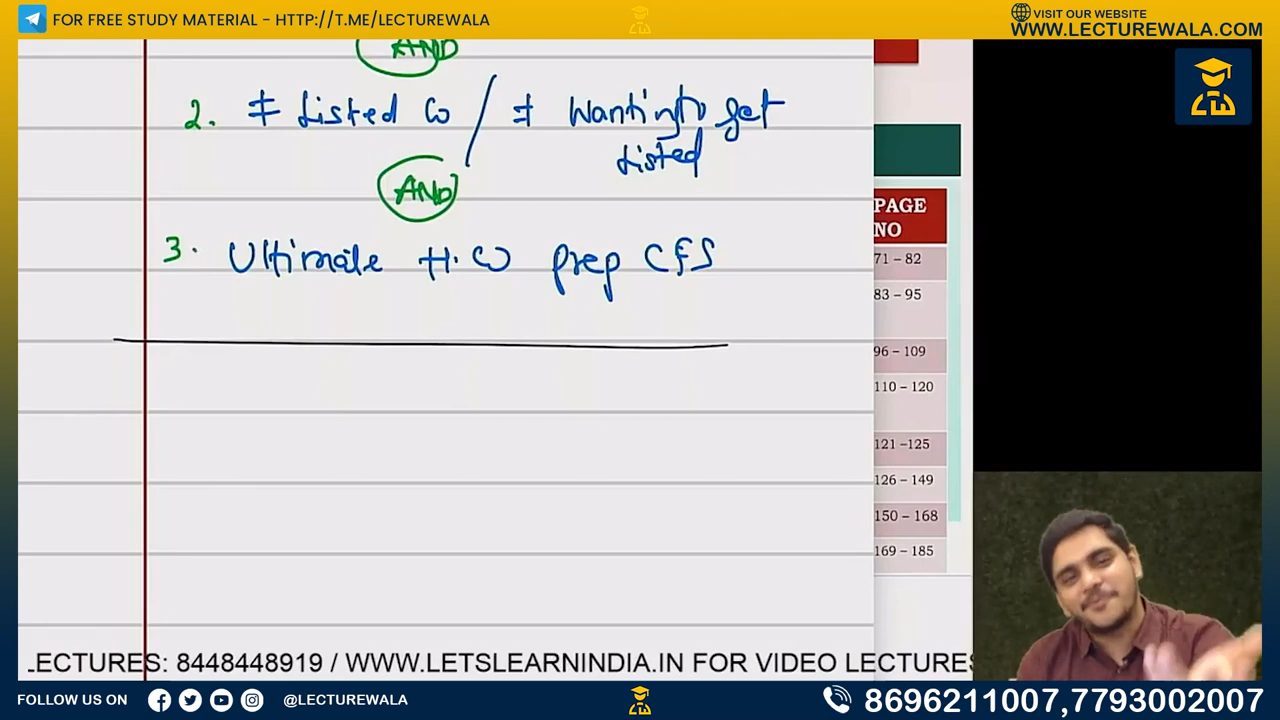 FOR FREE STUDY MATERIAL - HTTP://T.ME/LECTUREWALA
VISIT OUR WEBSITE
WWW.LECTUREWALA.COM
AND
2. ≠ Listed Co / ≠ Wanting to get
Listed
AND
3. Ultimate H.Co prep CFS
PAGE
NO
71 – 82
83 – 95
96 – 109
110 – 120
121 –125
126 – 149
150 – 168
169 – 185
LECTURES: 8448448919 / WWW.LETSLEARNINDIA.IN FOR VIDEO LECTURES
FOLLOW US ON
@LECTUREWALA
8696211007,7793002007